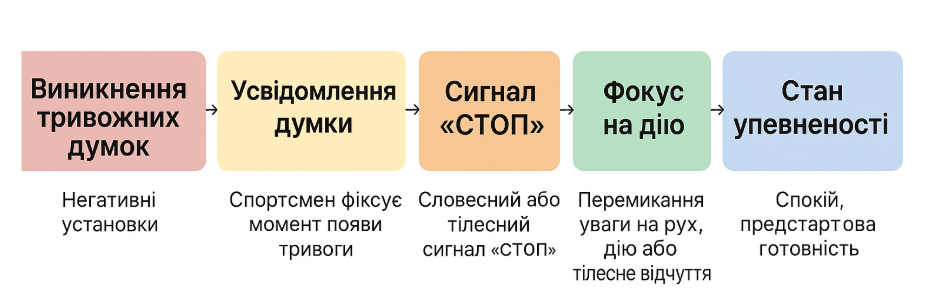 Виникнення
тривожних
думок
Усвідомлення
думки
Сигнал
«СТОП»
Фокус
на дію
Стан
упевненості
Негативні
установки
Спортсмен фіксує
момент появи
тривоги
Словесний або
тілесний
сигнал «СТОП»
Перемикання
уваги на рух,
дію або
тілесне відчуття
Спокій,
предстартова
готовність